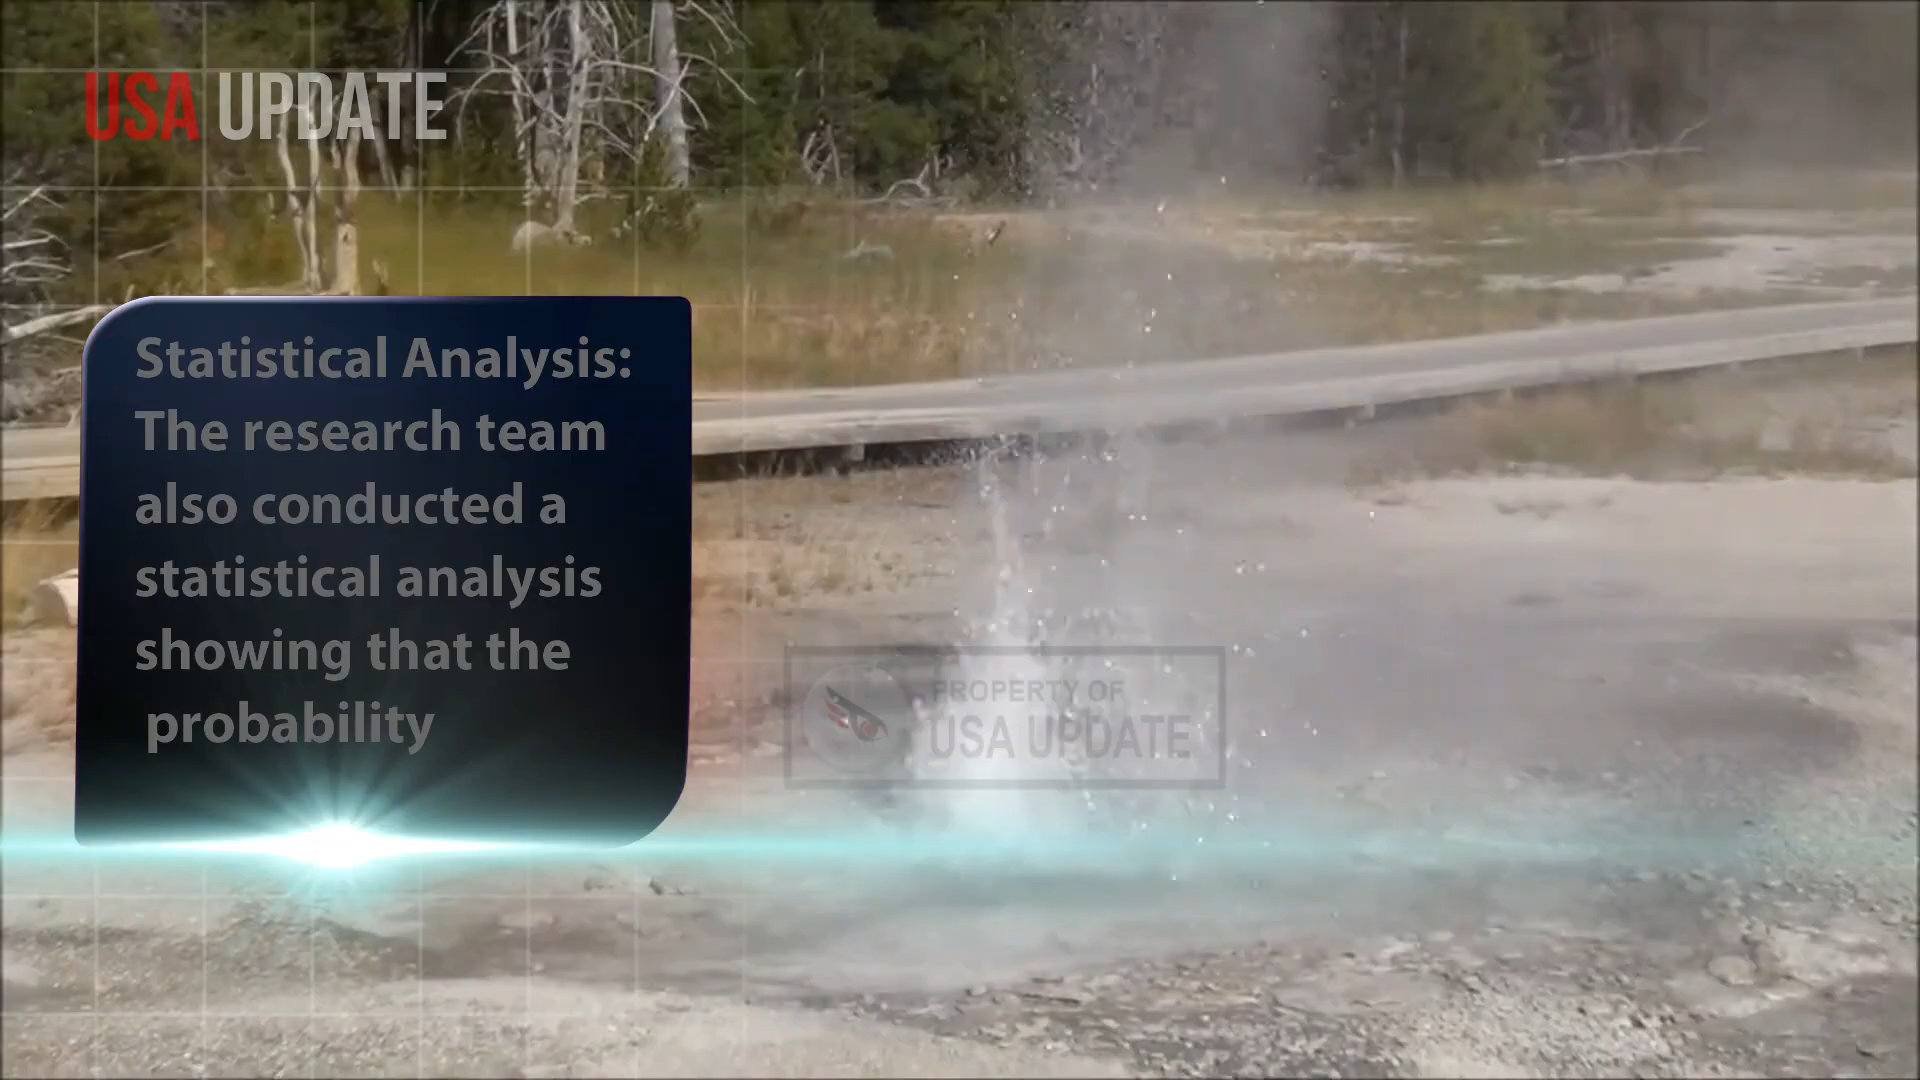 USA UPDATE
Statistical Analysis:
The research team
also conducted a
statistical analysis
showing that the
probability
PROPERTY OF
USA UPDATE